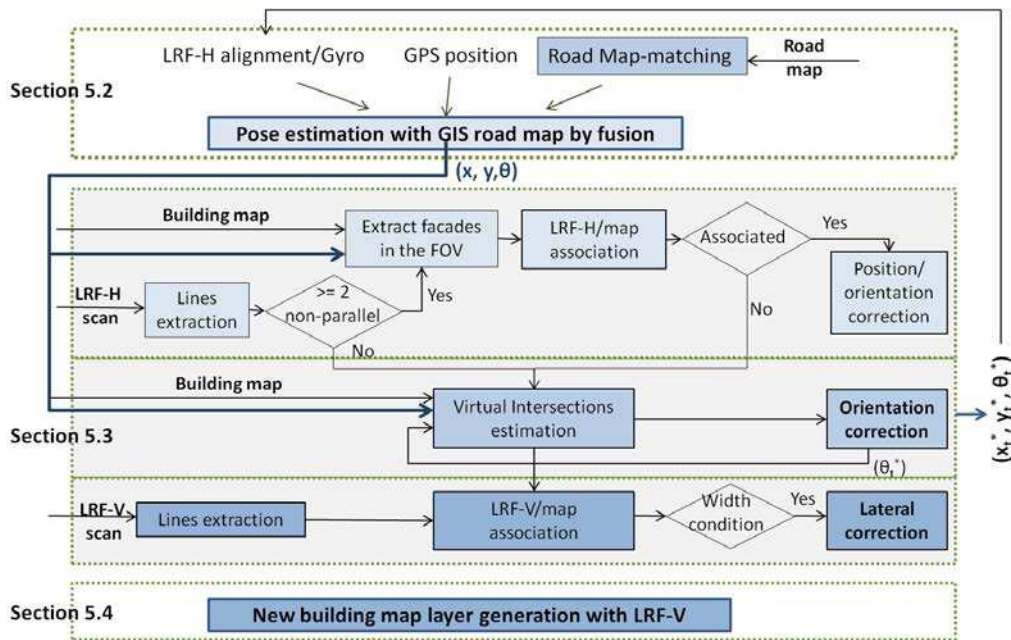 LRF-H alignment/Gyro
GPS position
Road Map-matching
Road
map
Section 5.2
Pose estimation with GIS road map by fusion
(x, y,θ)
Building map
Extract facades
in the FOV
LRF-H/map
association
Associated
Yes
Position/
orientation
correction
LRF-H
scan
Lines
extraction
>= 2
non-parallel
Yes
No
No
Building map
Virtual Intersections
estimation
Orientation
correction
(θt*)
(xt*, yt*, θt*)
Section 5.3
LRF-V
scan
Lines extraction
LRF-V/map
association
Width
condition
Yes
Lateral
correction
Section 5.4
New building map layer generation with LRF-V